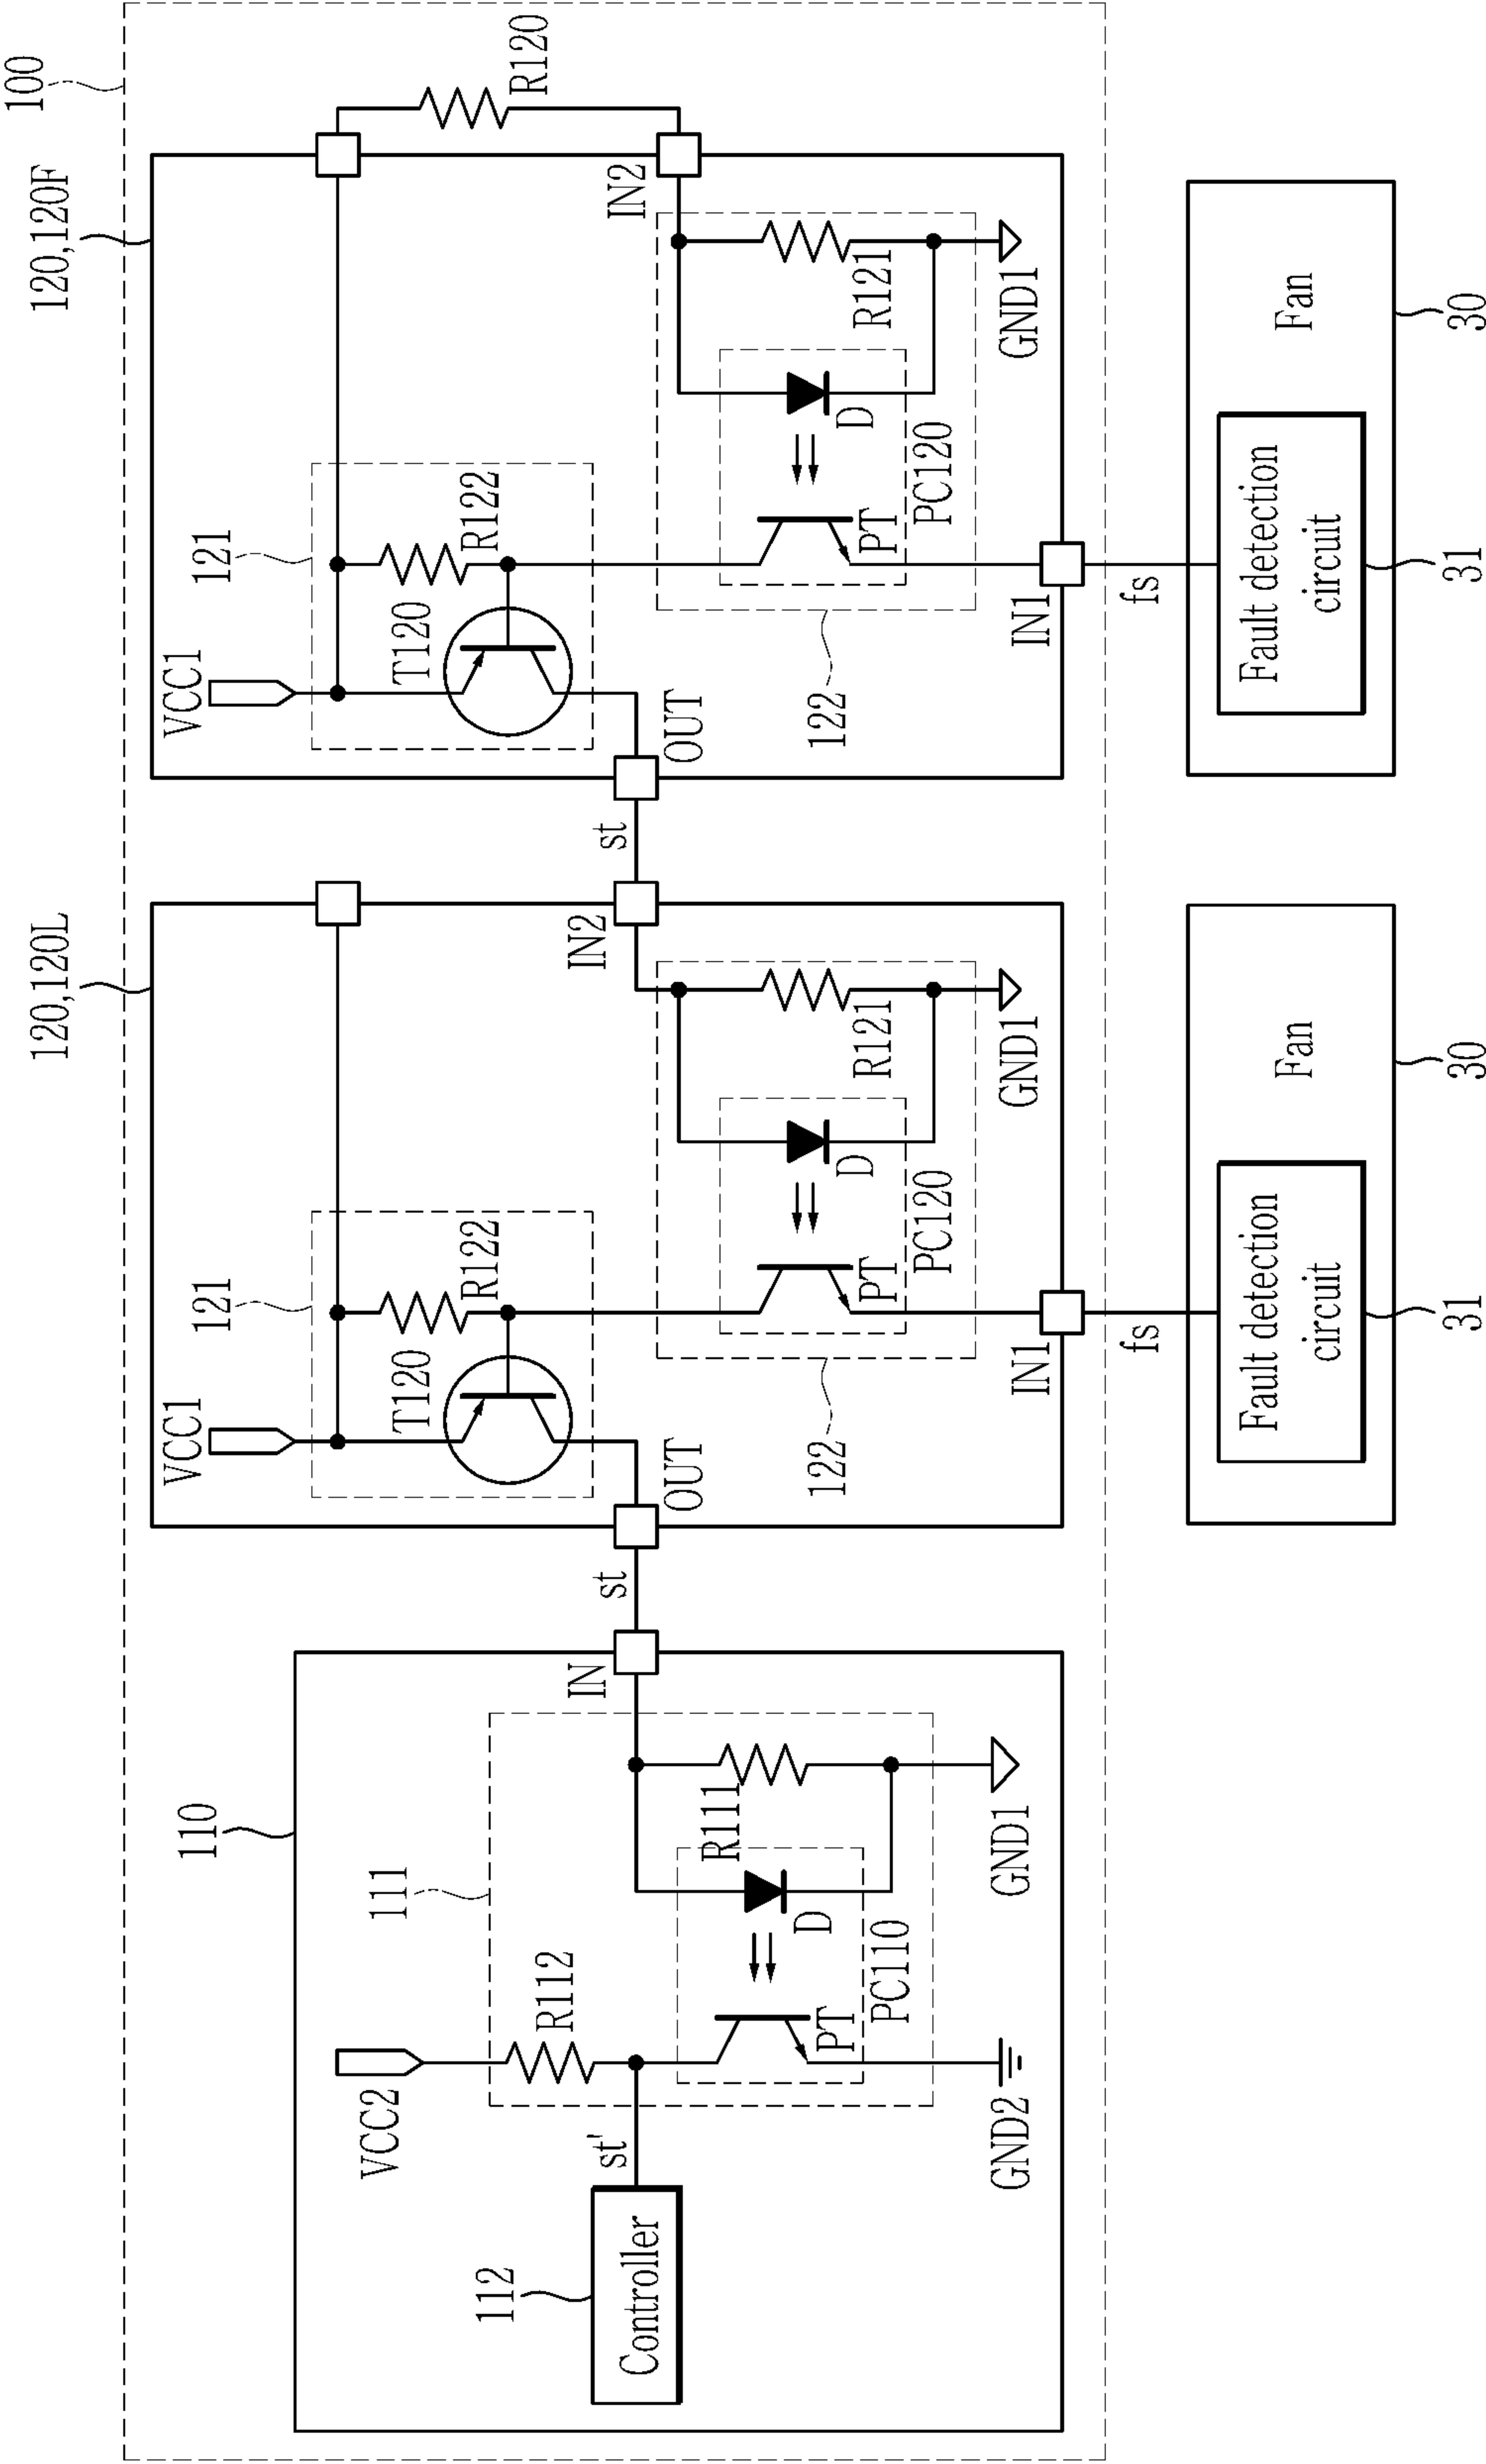 100
120,120F
R120
VCC1
121
R122
T120
IN2
R121
GND1
D
PT
PC120
122
OUT
IN1
st
fs
Fan
30
Fault detection
circuit
31
120,120L
VCC1
121
R122
T120
IN2
R121
GND1
D
PT
PC120
122
OUT
IN1
st
fs
Fan
30
Fault detection
circuit
31
110
IN
111
R111
GND1
R112
D
PT
PC110
VCC2
GND2
st'
112
Controller